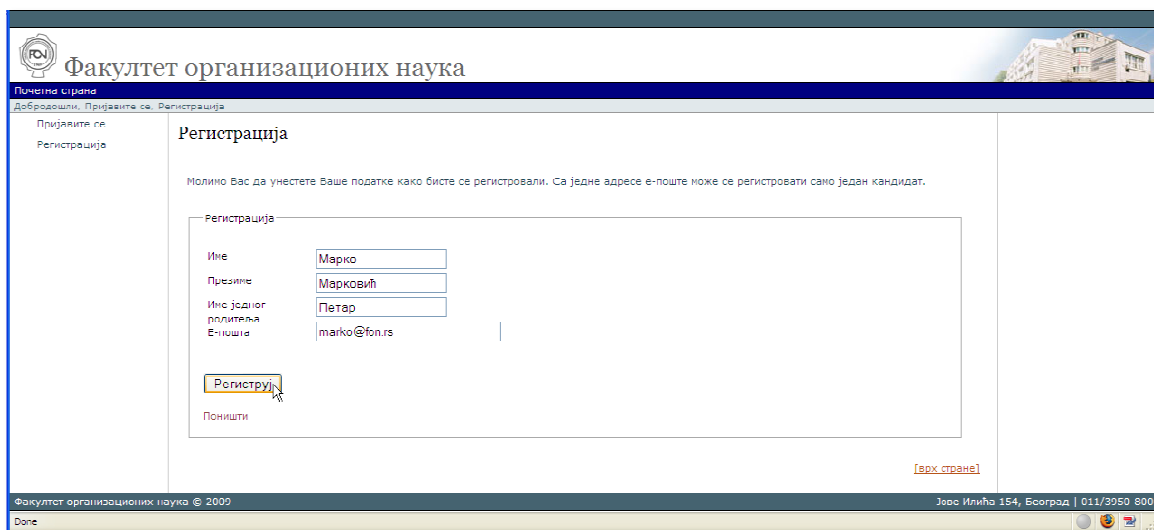 Факултет организационих наука
Почетна страна
Добродошли, Пријавите се, Регистрација
Пријавите се
Регистрација
Регистрација
Молимо Вас да унестете Ваше податке како бисте се регистровали. Са једне адресе е-поште може се регистровати само један кандидат.
Регистрација
Име
Марко
Презиме
Марковић
Име једног
родитеља
Петар
Е-пошта
marko@fon.rs
Региструј
Поништи
[врх стране]
Факултет организационих наука © 2009
Јове Илића 154, Београд | 011/3950 800
Done